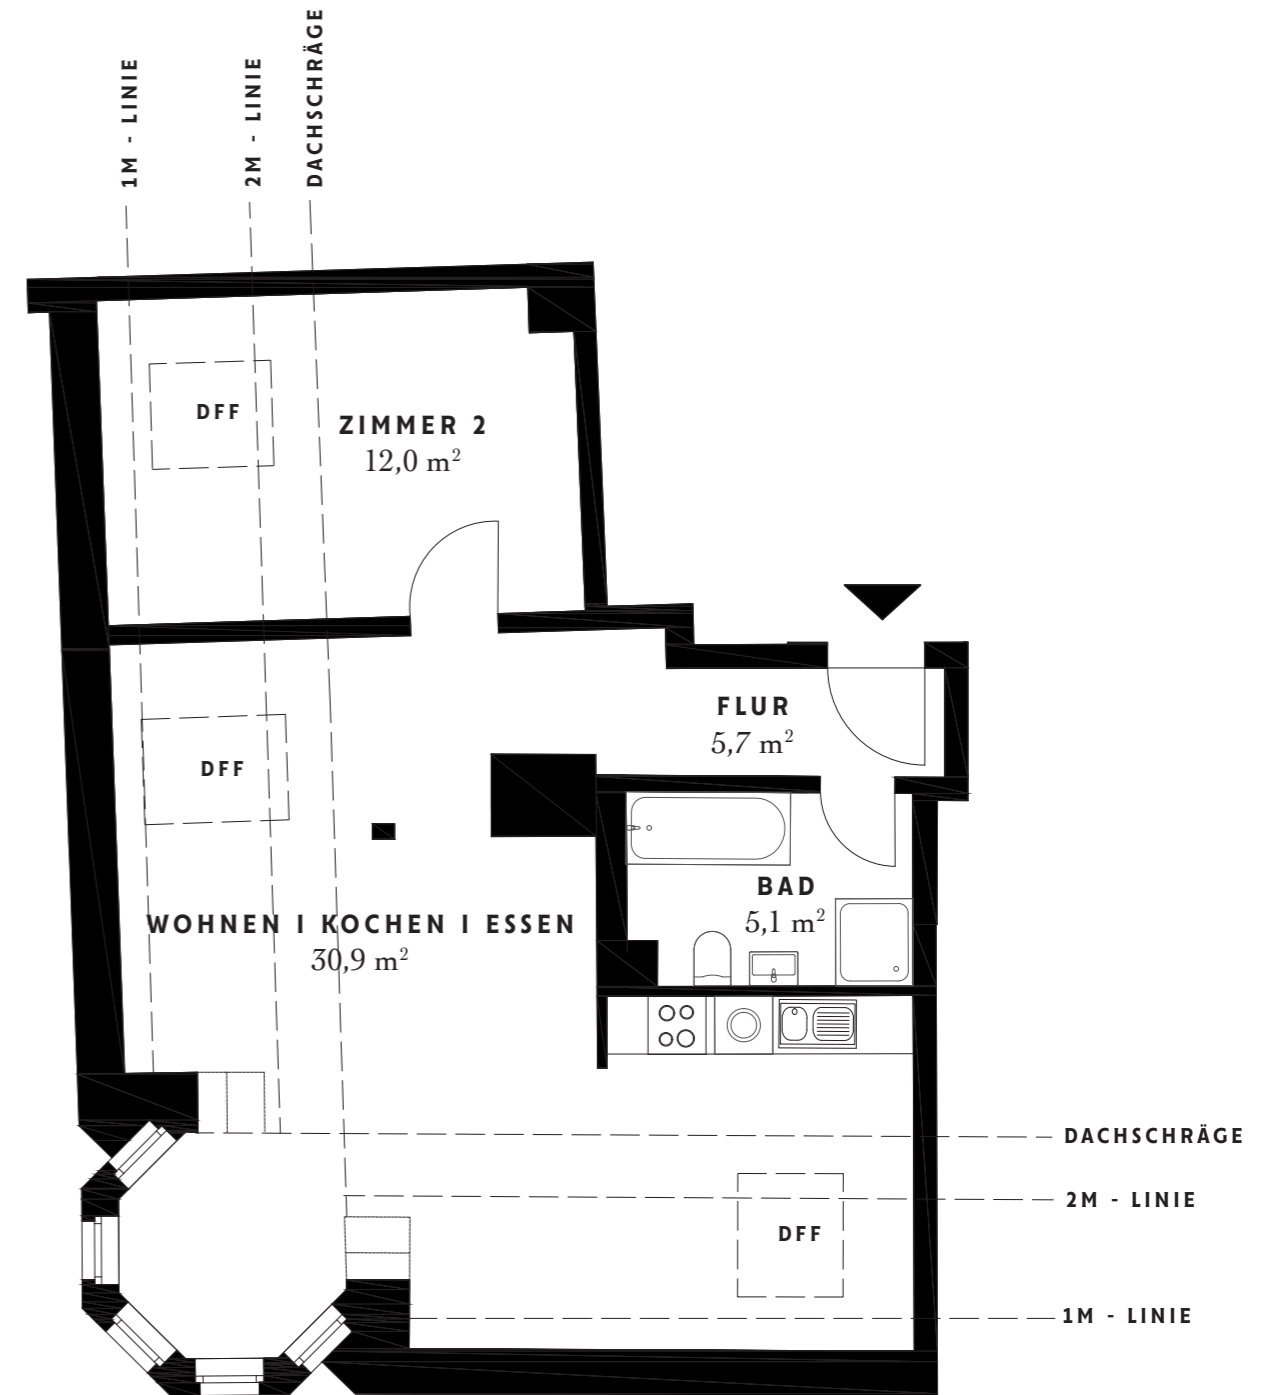 1M - LINIE
2M - LINIE
DACHSCHRÄGE
DFF
ZIMMER 2
12,0 m²
FLUR
5,7 m²
DFF
BAD
5,1 m²
WOHNEN I KOCHEN I ESSEN
30,9 m²
DACHSCHRÄGE
2M - LINIE
DFF
1M - LINIE